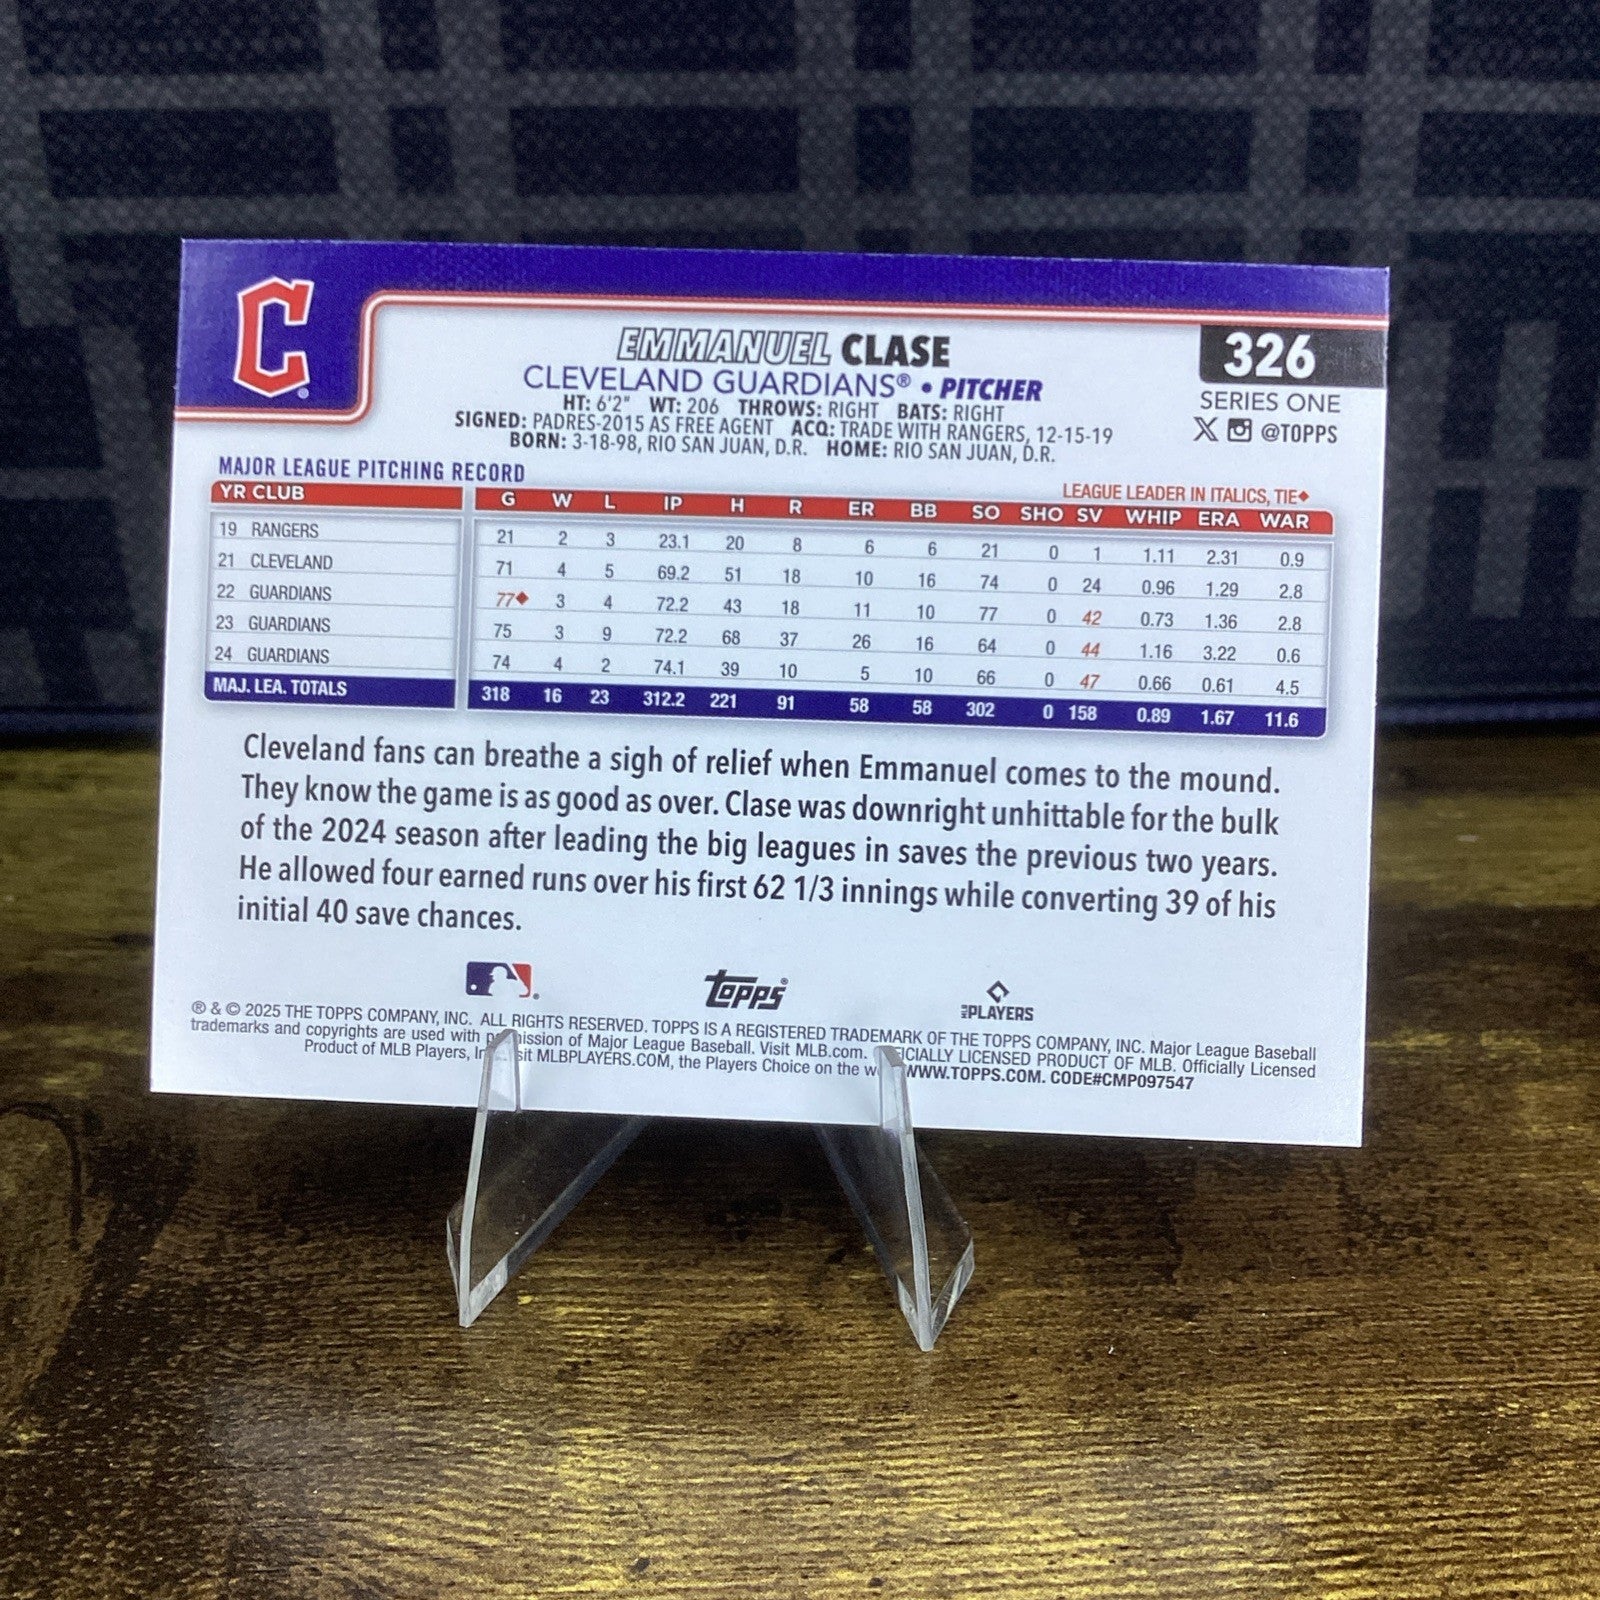 C
EMMANUEL CLASE
CLEVELAND GUARDIANS® • PITCHER
HT: 6'2" WT: 206 THROWS: RIGHT BATS: RIGHT
SIGNED: PADRES-2015 AS FREE AGENT ACQ: TRADE WITH RANGERS, 12-15-19
BORN: 3-18-98, RIO SAN JUAN, D.R. HOME: RIO SAN JUAN, D.R.
326
SERIES ONE
X @TOPPS
MAJOR LEAGUE PITCHING RECORD
LEAGUE LEADER IN ITALICS, TIE♦
YR CLUB G W L IP H R ER BB SO SHO SV WHIP ERA WAR
19 RANGERS 21 2 3 23.1 20 8 6 6 21 0 1 1.11 2.31 0.9
21 CLEVELAND 71 4 5 69.2 51 18 10 16 74 0 24 0.96 1.29 2.8
22 GUARDIANS 77♦ 3 4 72.2 43 18 11 10 77 0 42 0.73 1.36 2.8
23 GUARDIANS 75 3 9 72.2 68 37 26 16 64 0 44 1.16 3.22 0.6
24 GUARDIANS 74 4 2 74.1 39 10 5 10 66 0 47 0.66 0.61 4.5
MAJ. LEA. TOTALS 318 16 23 312.2 221 91 58 58 302 0 158 0.89 1.67 11.6
Cleveland fans can breathe a sigh of relief when Emmanuel comes to the mound.
They know the game is as good as over. Clase was downright unhittable for the bulk
of the 2024 season after leading the big leagues in saves the previous two years.
He allowed four earned runs over his first 62 1/3 innings while converting 39 of his
initial 40 save chances.
TOPPS®
PLAYERS
® & © 2025 THE TOPPS COMPANY, INC. ALL RIGHTS RESERVED. TOPPS IS A REGISTERED TRADEMARK OF THE TOPPS COMPANY, INC. Major League Baseball
trademarks and copyrights are used with permission of Major League Baseball. Visit MLB.com. OFFICIALLY LICENSED PRODUCT OF MLB. Officially Licensed
Product of MLB Players, MLBPLAYERS.COM, the Players Choice on the WWW.TOPPS.COM. CODE#CMP097547